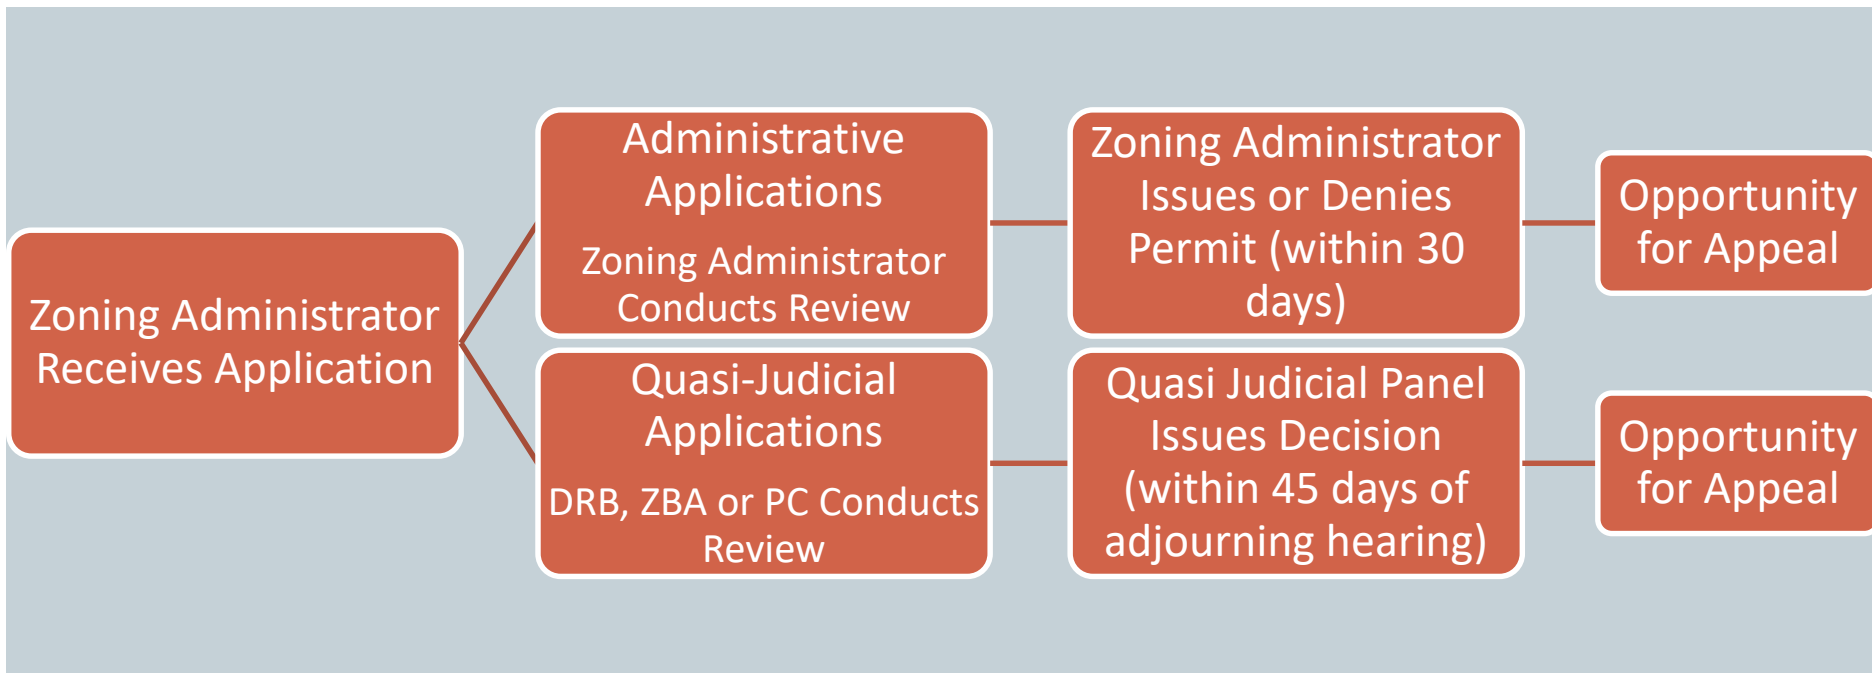 Zoning Administrator
Receives Application
Administrative
Applications
Zoning Administrator
Conducts Review
Zoning Administrator
Issues or Denies
Permit (within 30
days)
Opportunity
for Appeal
Quasi-Judicial
Applications
DRB, ZBA or PC Conducts
Review
Quasi Judicial Panel
Issues Decision
(within 45 days of
adjourning hearing)
Opportunity
for Appeal